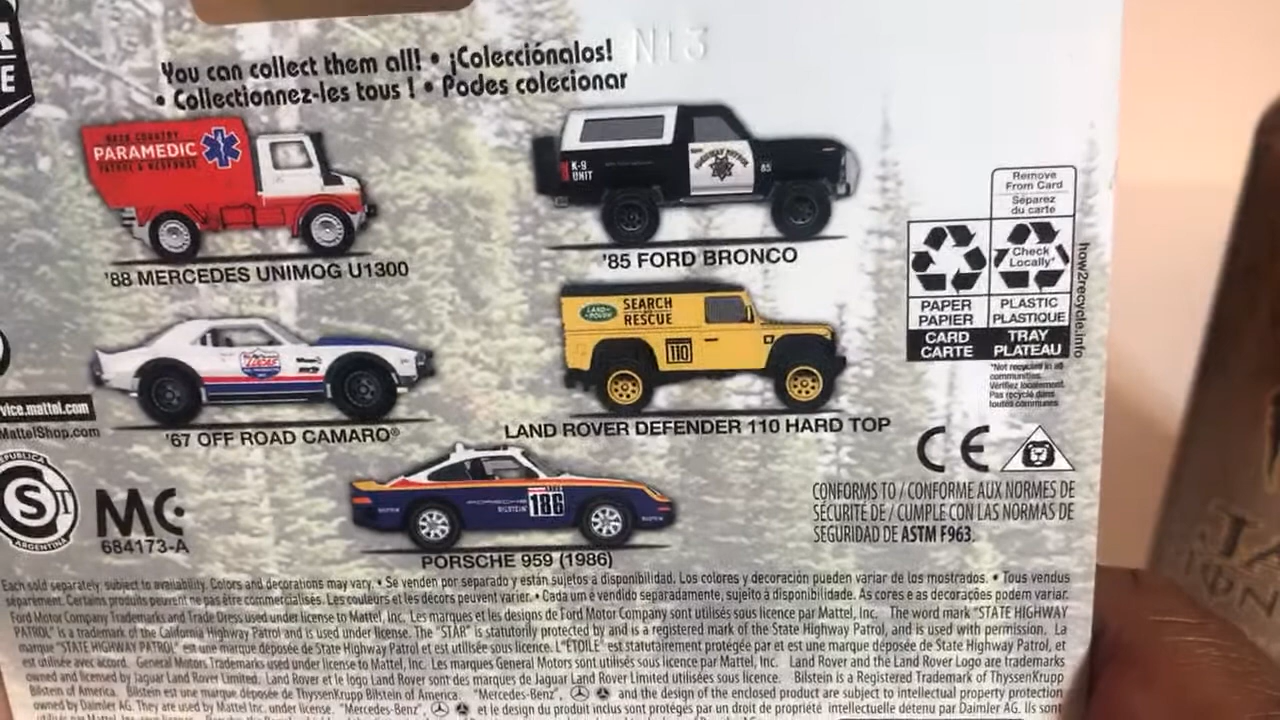 N13
You can collect them all! • ¡Colecciónalos!
• Collectionnez-les tous ! • Podes colecionar
PARAMEDIC
'88 MERCEDES UNIMOG U1300
K-9
UNIT
HIGHWAY PATROL
85
'85 FORD BRONCO
LUCAS
'67 OFF ROAD CAMARO®
LAND ROVER
SEARCH
RESCUE
110
LAND ROVER DEFENDER 110 HARD TOP
PORSCHE
BILSTEIN
186
PORSCHE 959 (1986)
Remove
From Card
Séparez
du carte
Check
Locally*
PAPER
PAPIER
PLASTIC
PLASTIQUE
CARD
CARTE
TRAY
PLATEAU
how2recycle.info
*Not recycled in all
communities.
Vérifiez localement.
Pas recyclé dans
toutes communes
vice.mattel.com
MattelShop.com
S
ARGENTINA
MC
684173-A
CE
CONFORMS TO / CONFORME AUX NORMES DE
SÉCURITÉ DE / CUMPLE CON LAS NORMAS DE
SEGURIDAD DE ASTM F963.
Each sold separately, subject to availability. Colors and decorations may vary. • Se venden por separado y están sujetos a disponibilidad. Los colores y decoración pueden variar de los mostrados. • Tous vendus
séparement. Certains produits peuvent ne pas être commercialisés. Les couleurs et les décors peuvent varier. • Cada um é vendido separadamente, sujeito à disponibilidade. As cores e as decorações podem variar.
Ford Motor Company Trademarks and Trade Dress used under license to Mattel, Inc. Les marques et les designs de Ford Motor Company sont utilisés sous licence par Mattel, Inc. The word mark "STATE HIGHWAY
PATROL" is a trademark of the California Highway Patrol and is used under license. The "STAR" is statutorily protected by and is a registered mark of the State Highway Patrol, and is used with permission. La
marque "STATE HIGHWAY PATROL" est une marque déposée de State Highway Patrol et est utilisée sous licence. L'"ÉTOILE" est statutairement protégée par et est une marque déposée de State Highway Patrol, et
est utilisée avec accord. General Motors Trademarks used under license to Mattel, Inc. Les marques General Motors sont utilisés sous licence par Mattel, Inc. Land Rover and the Land Rover Logo are trademarks
owned and licensed by Jaguar Land Rover Limited. Land Rover et le logo Land Rover sont des marques de Jaguar Land Rover Limited utilisées sous licence. Bilstein is a Registered Trademark of ThyssenKrupp
Bilstein of America. Bilstein est une marque déposée de ThyssenKrupp Bilstein of America. "Mercedes-Benz", and the design of the enclosed product are subject to intellectual property protection
owned by Daimler AG. They are used by Mattel Inc. under license. "Mercedes-Benz", et le design du produit inclus sont protégés par un droit de propriété intellectuelle détenu par Daimler AG. Ils sont